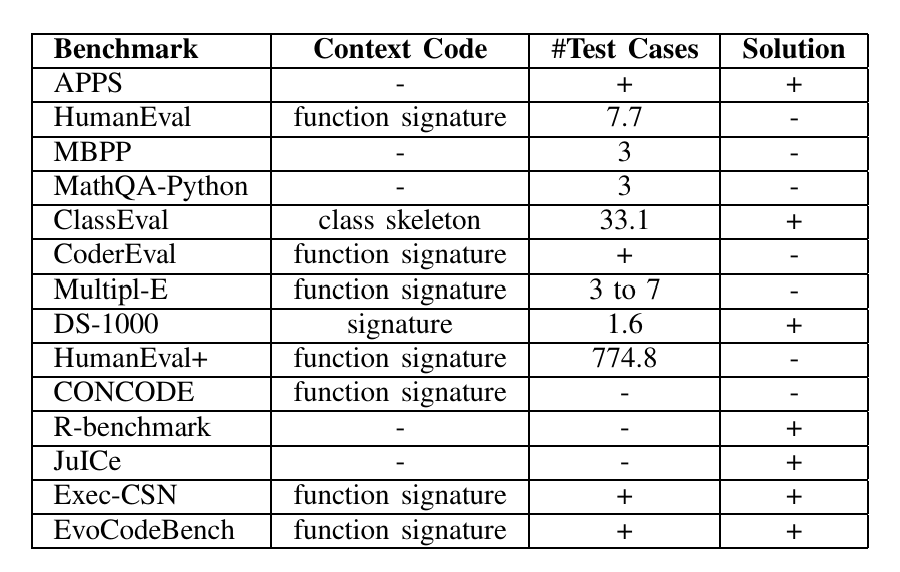 Benchmark Context Code #Test Cases Solution
APPS - + +
HumanEval function signature 7.7 -
MBPP - 3 -
MathQA-Python - 3 -
ClassEval class skeleton 33.1 +
CoderEval function signature + -
Multipl-E function signature 3 to 7 -
DS-1000 signature 1.6 +
HumanEval+ function signature 774.8 -
CONCODE function signature - -
R-benchmark - - +
JuICe - - +
Exec-CSN function signature + +
EvoCodeBench function signature + +